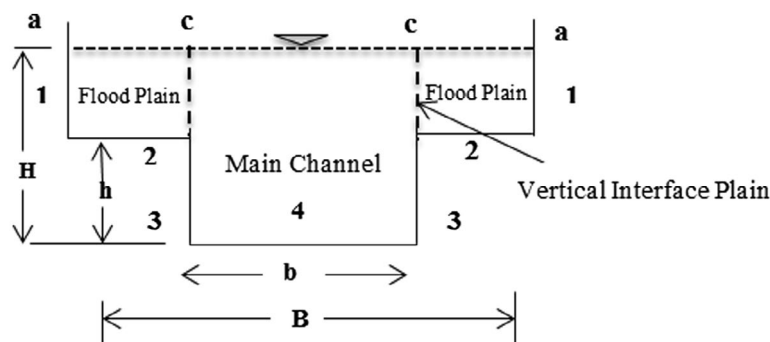 a c c a
1 Flood Plain Flood Plain 1
2 2
H h Main Channel
Vertical Interface Plain
3 4 3
b
B